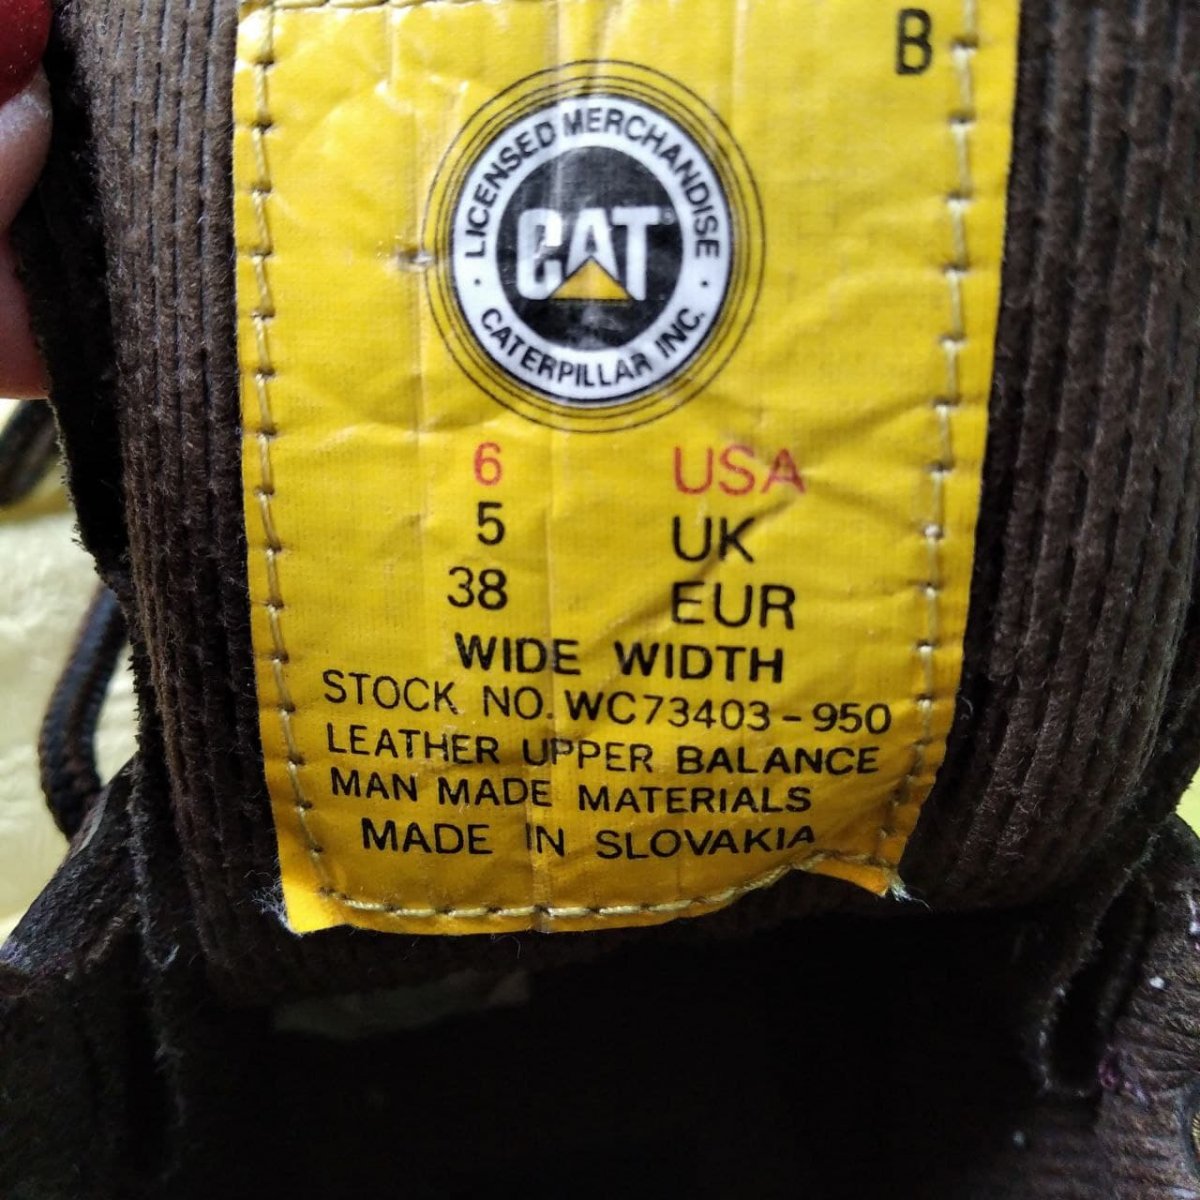 B
LICENSED MERCHANDISE
CAT®
· CATERPILLAR INC. ·
6 USA
5 UK
38 EUR
WIDE WIDTH
STOCK NO. WC73403-950
LEATHER UPPER BALANCE
MAN MADE MATERIALS
MADE IN SLOVAKIA